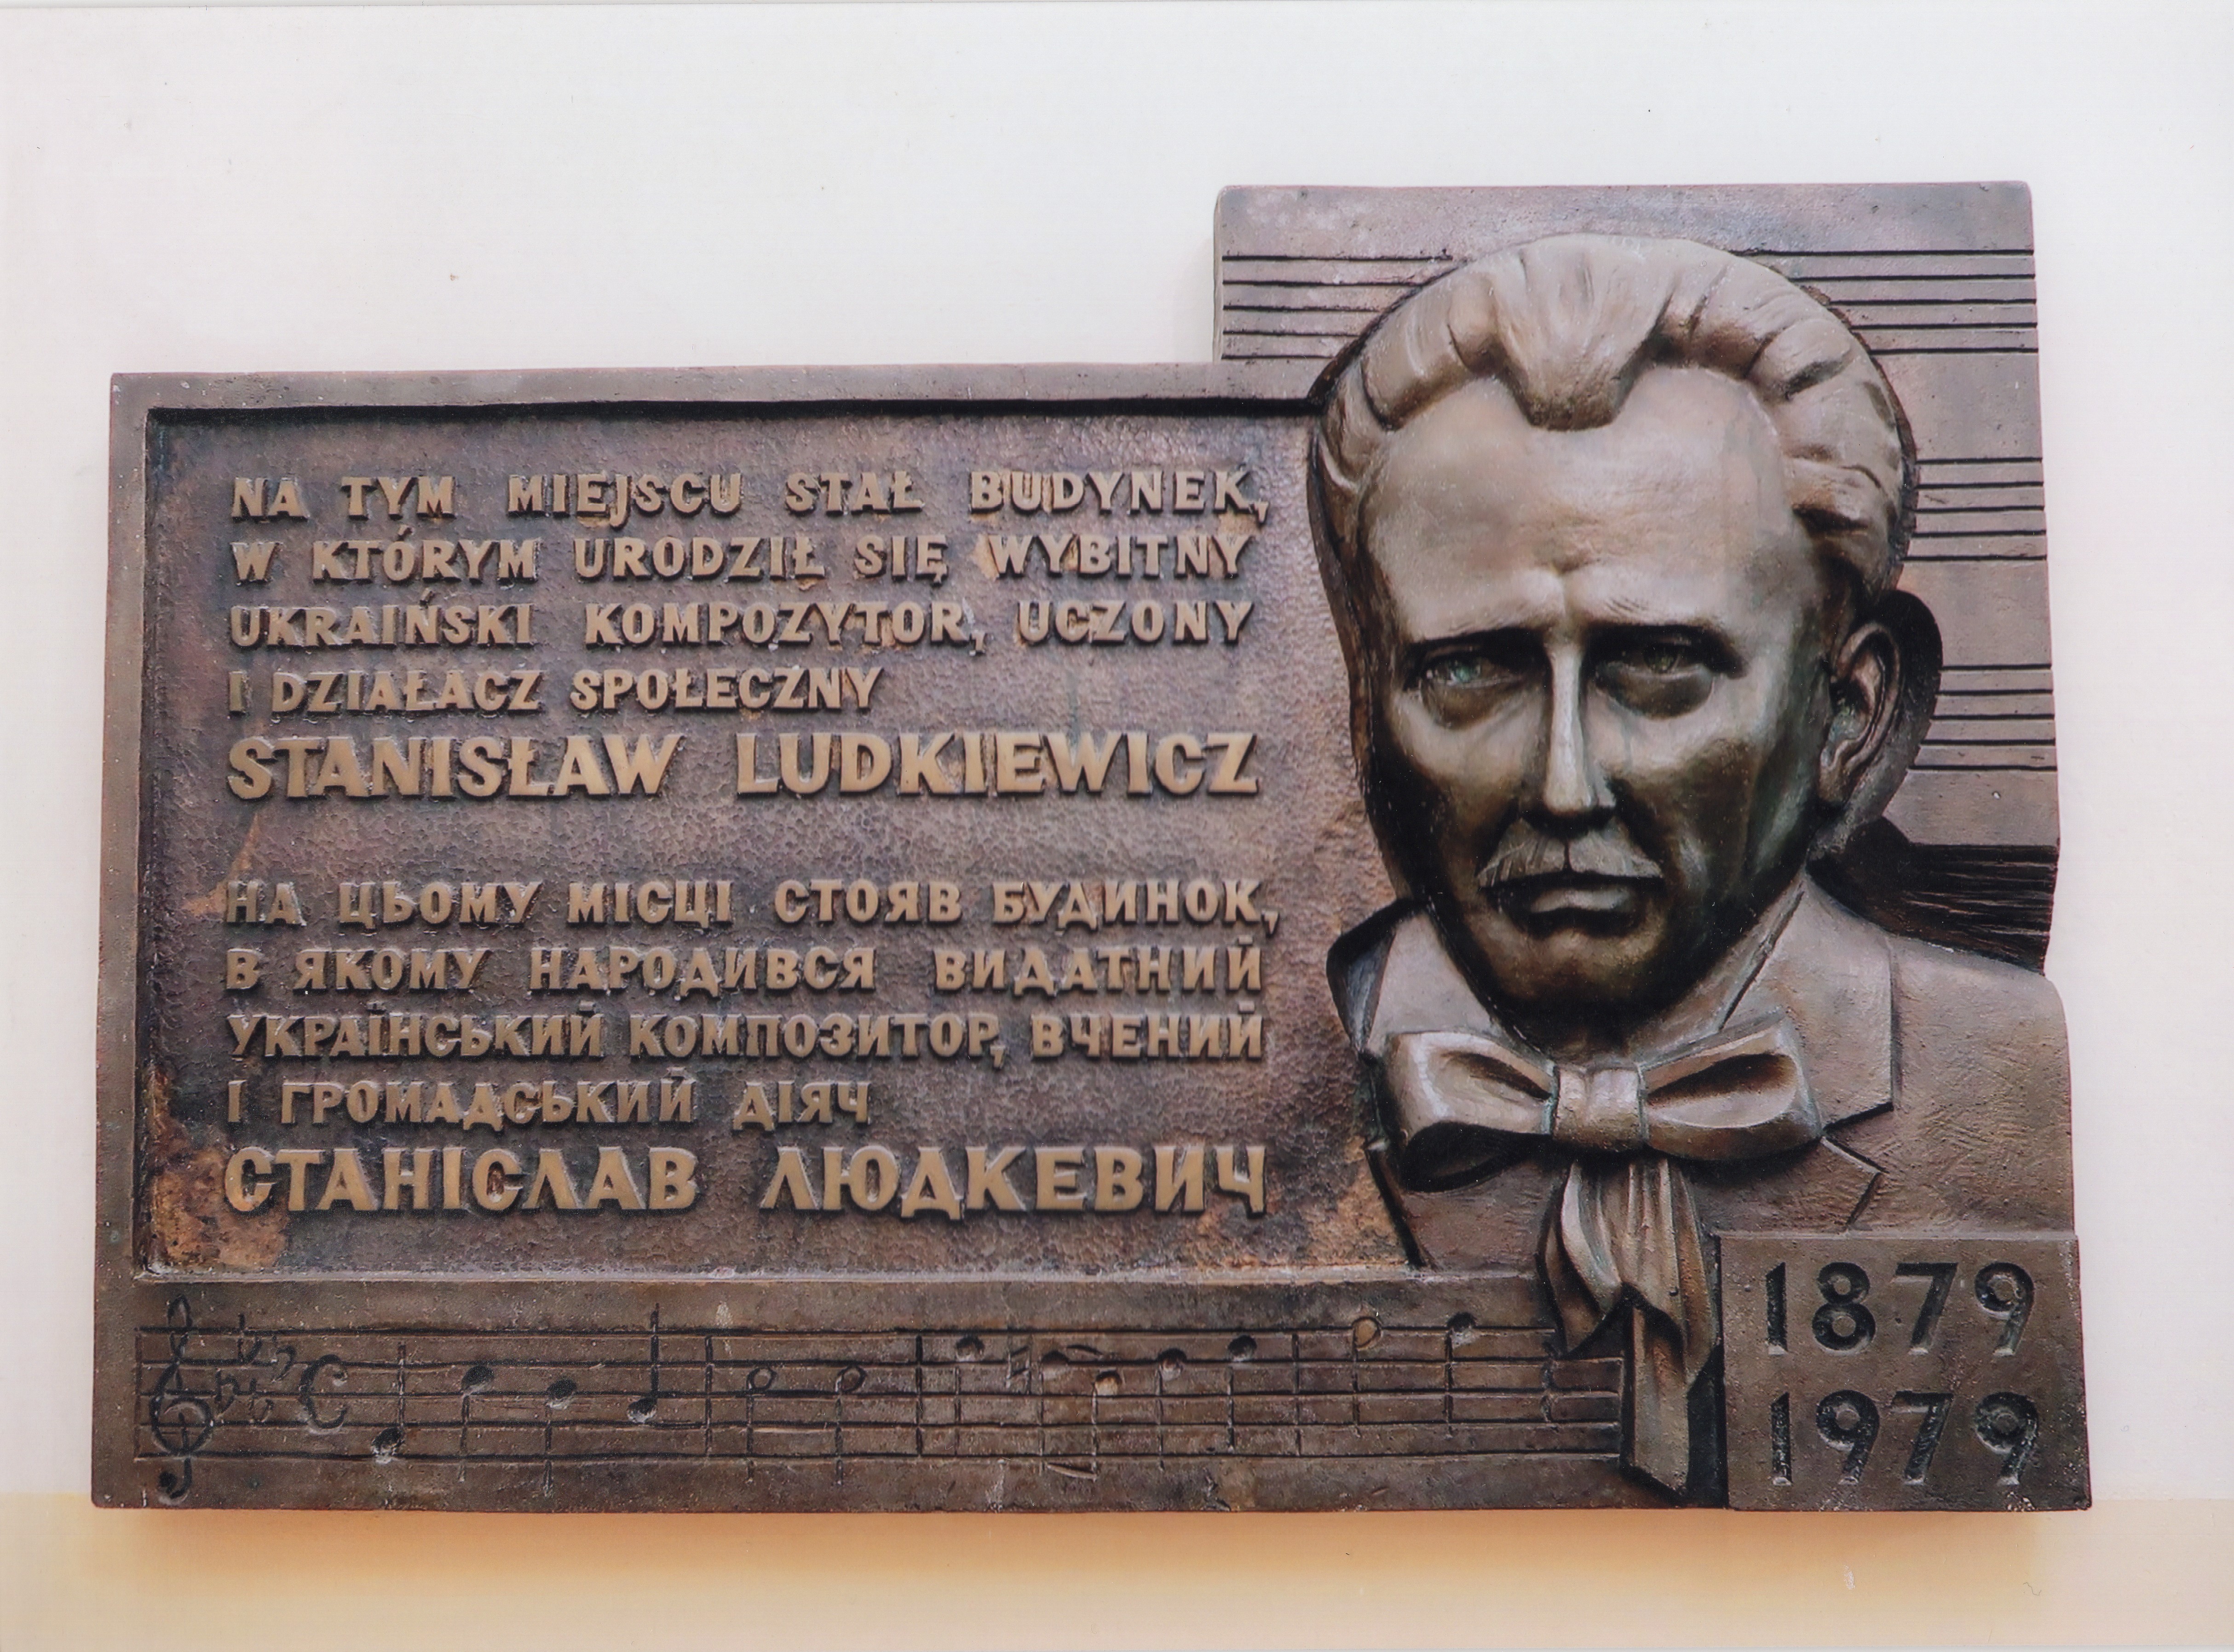 NA TYM MIEJSCU STAŁ BUDYNEK,
W KTÓRYM URODZIŁ SIĘ WYBITNY
UKRAIŃSKI KOMPOZYTOR, UCZONY
I DZIAŁACZ SPOŁECZNY
STANISŁAW LUDKIEWICZ
НА ЦЬОМУ МІСЦІ СТОЯВ БУДИНОК,
В ЯКОМУ НАРОДИВСЯ ВИДАТНИЙ
УКРАЇНСЬКИЙ КОМПОЗИТОР, ВЧЕНИЙ
І ГРОМАДСЬКИЙ ДІЯЧ
СТАНІСЛАВ ЛЮДКЕВИЧ
1879
1979